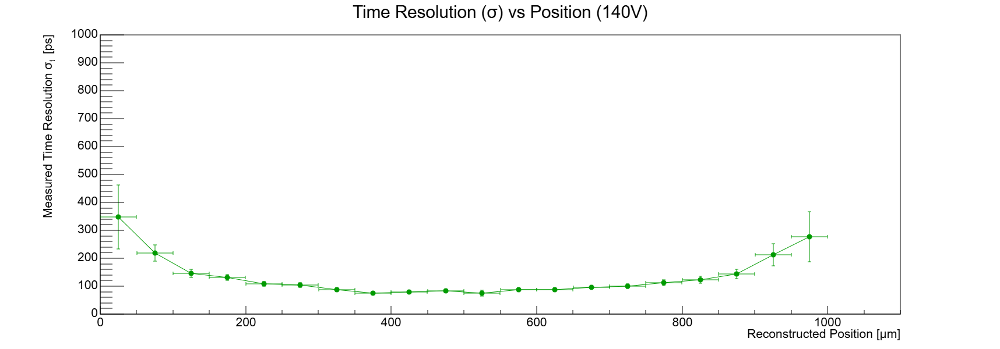 Time Resolution (σ) vs Position (140V)
Measured Time Resolution σt [ps]
1000
900
800
700
600
500
400
300
200
100
0
0 200 400 600 800 1000
Reconstructed Position [μm]